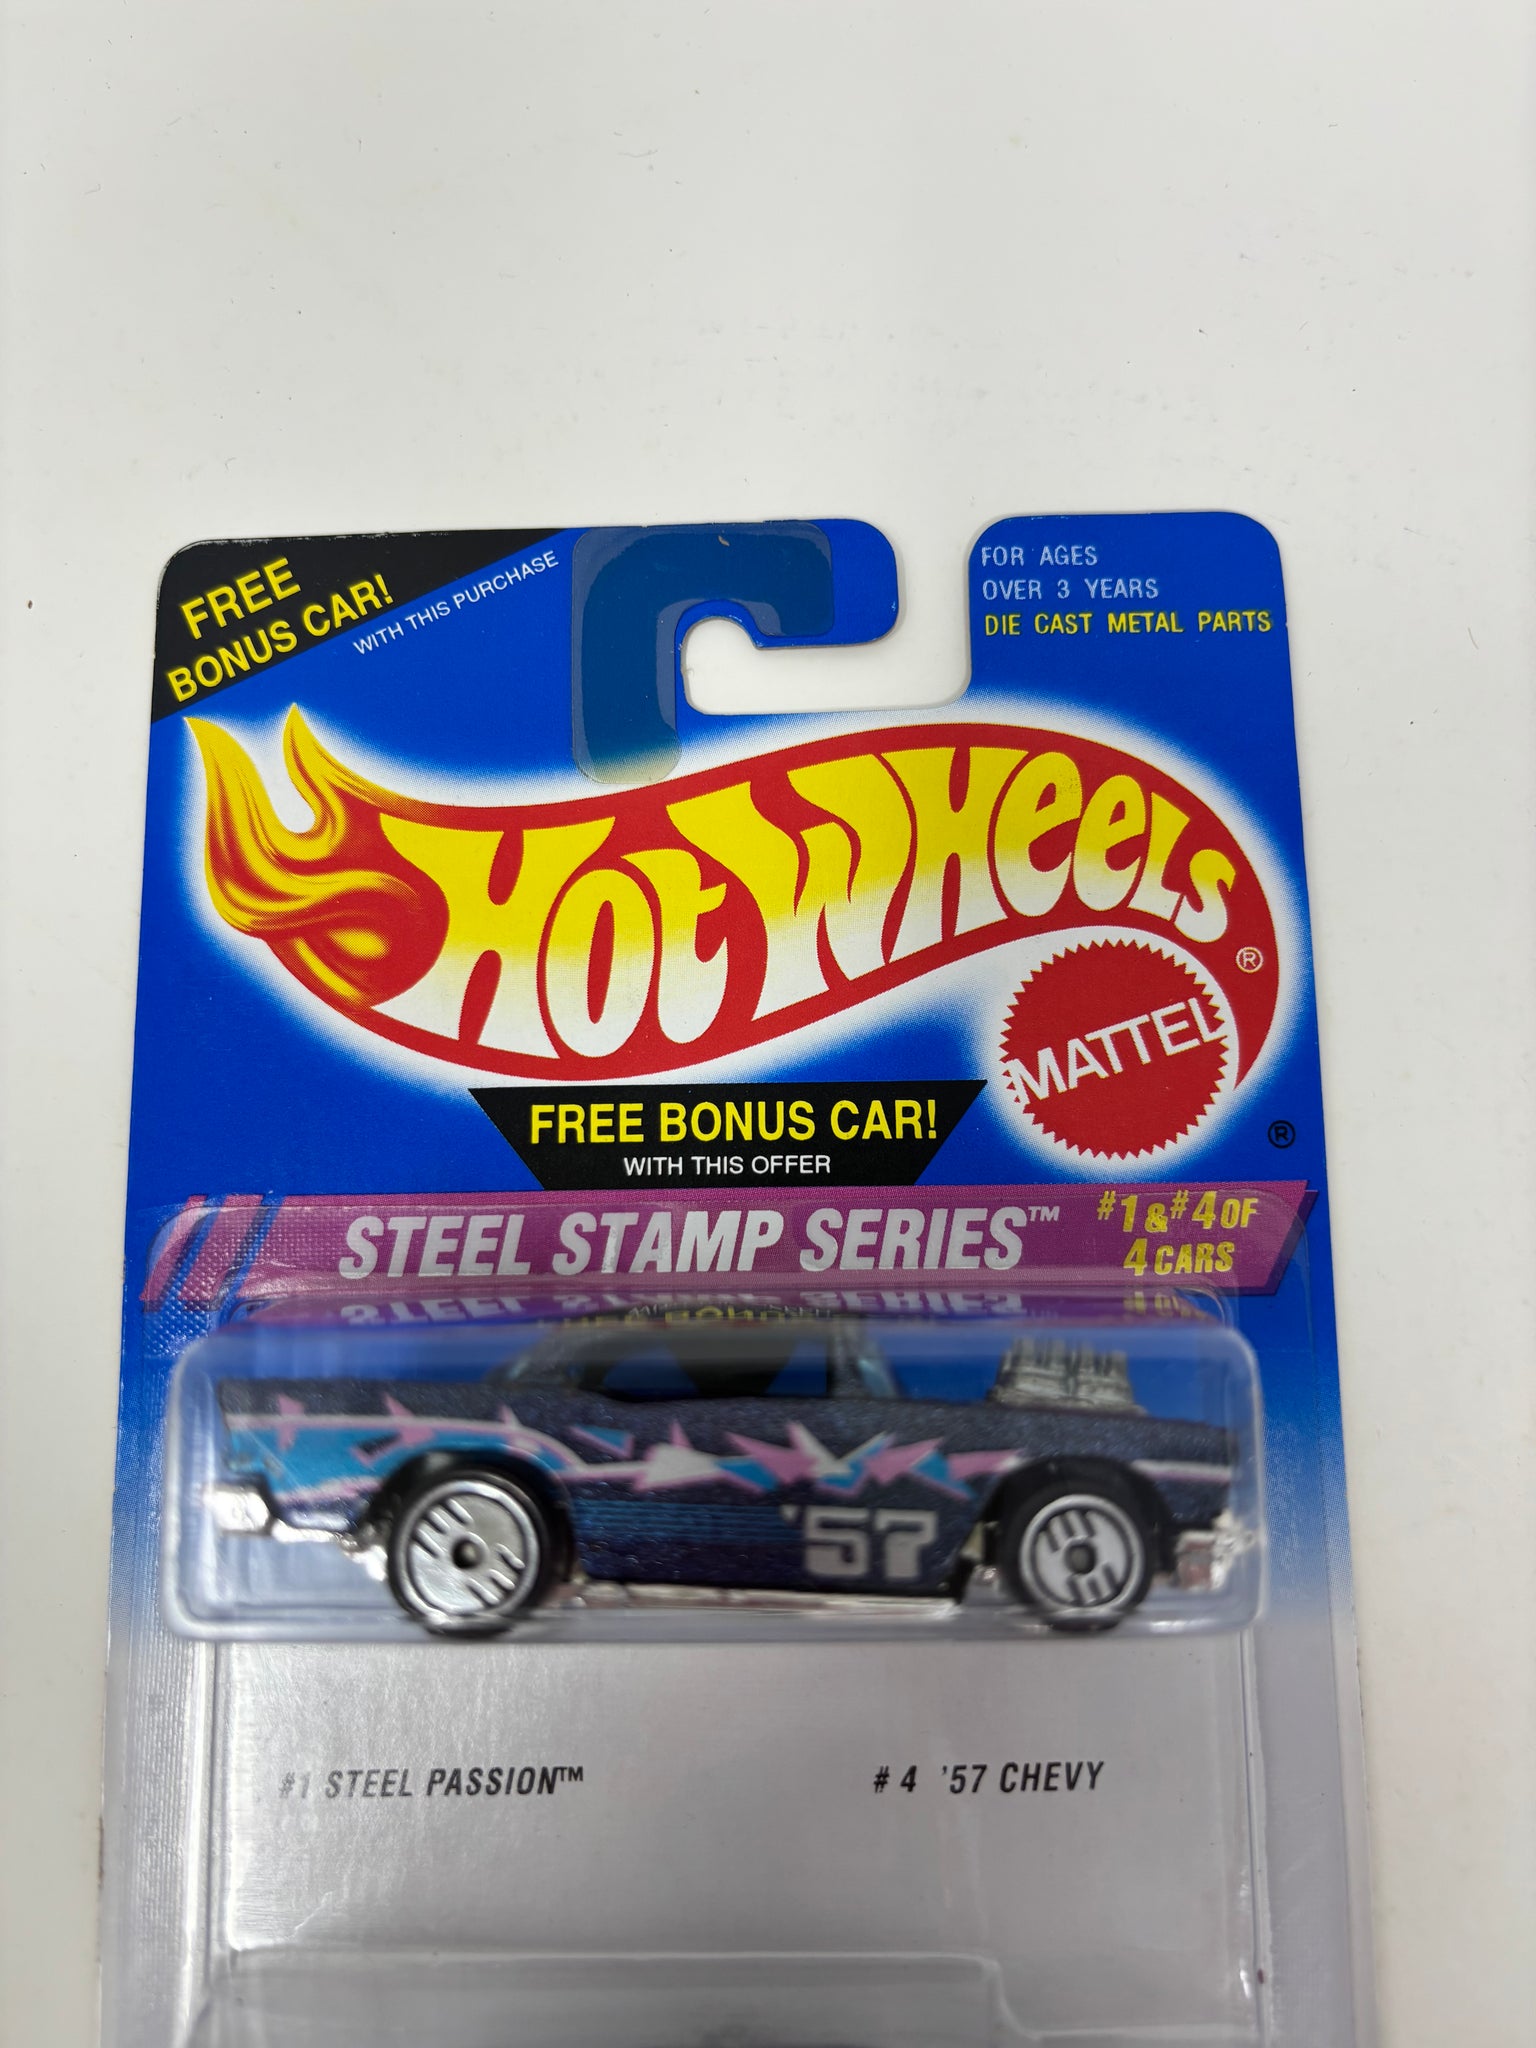 FREE
BONUS CAR!
WITH THIS PURCHASE
FOR AGES
OVER 3 YEARS
DIE CAST METAL PARTS
HOT WHEELS®
MATTEL
®
FREE BONUS CAR!
WITH THIS OFFER
STEEL STAMP SERIES™
#1 & #4 OF
4 CARS
'57
#1 STEEL PASSION™
# 4 '57 CHEVY